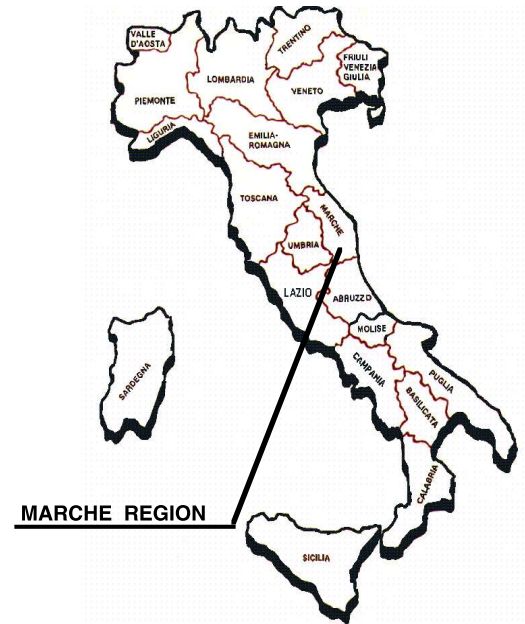 VALLE
D'AOSTA
TRENTINO
FRIULI
VENEZIA
GIULIA
LOMBARDIA
VENETO
PIEMONTE
LIGURIA
EMILIA-
ROMAGNA
TOSCANA
MARCHE
UMBRIA
LAZIO
ABRUZZO
MOLISE
CAMPANIA
PUGLIA
BASILICATA
SARDEGNA
CALABRIA
MARCHE REGION
SICILIA